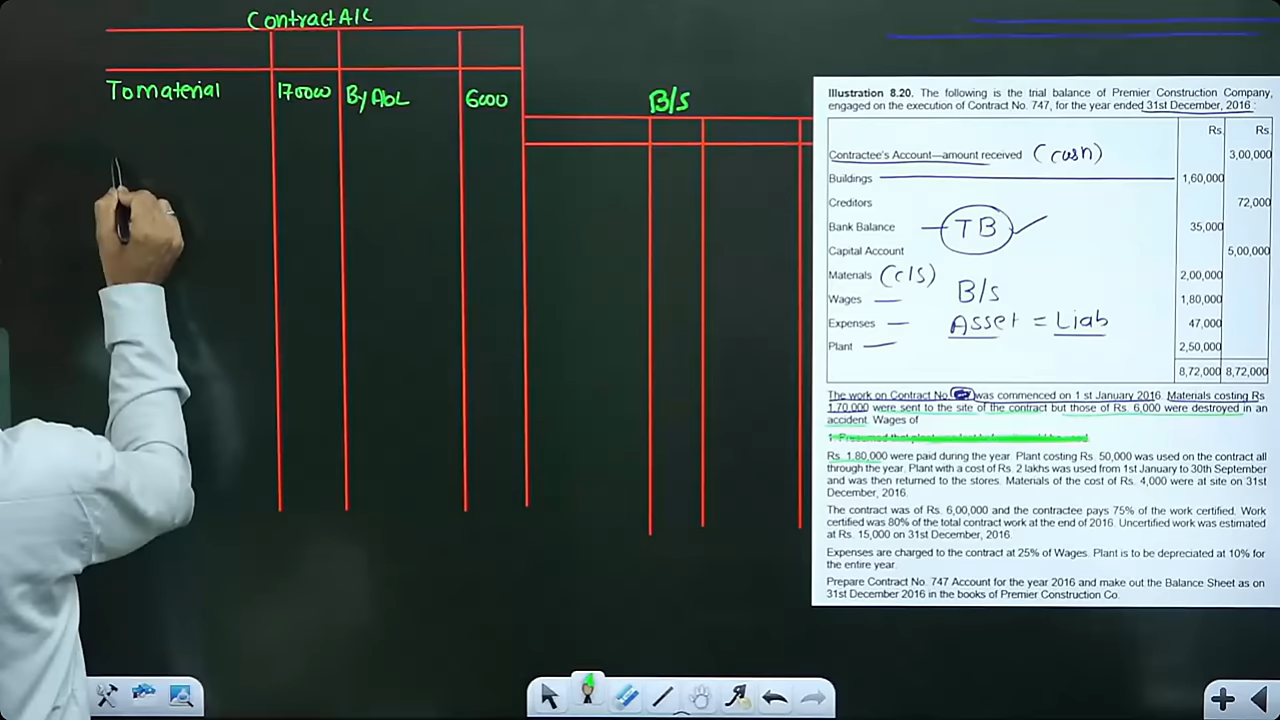 Contract A/C
To material 170000 By AoL 6000
B/S
Illustration 8.20. The following is the trial balance of Premier Construction Company,
engaged on the execution of Contract No. 747, for the year ended 31st December, 2016 :
Rs. Rs.
Contractee's Account—amount received (cash) 3,00,000
Buildings 1,60,000
Creditors 72,000
Bank Balance TB 35,000
Capital Account 5,00,000
Materials (c/s) 2,00,000
B/S
Wages 1,80,000
Expenses Asset = Liab 47,000
Plant 2,50,000
8,72,000 8,72,000
The work on Contract No. was commenced on 1 st January 2016. Materials costing Rs
1,70,000 were sent to the site of the contract but those of Rs. 6,000 were destroyed in an
accident. Wages of
Rs. 1,80,000 were paid during the year. Plant costing Rs. 50,000 was used on the contract all
through the year. Plant with a cost of Rs. 2 lakhs was used from 1st January to 30th September
and was then returned to the stores. Materials of the cost of Rs. 4,000 were at site on 31st
December, 2016.
The contract was of Rs. 6,00,000 and the contractee pays 75% of the work certified. Work
certified was 80% of the total contract work at the end of 2016. Uncertified work was estimated
at Rs. 15,000 on 31st December, 2016.
Expenses are charged to the contract at 25% of Wages. Plant is to be depreciated at 10% for
the entire year.
Prepare Contract No. 747 Account for the year 2016 and make out the Balance Sheet as on
31st December 2016 in the books of Premier Construction Co.